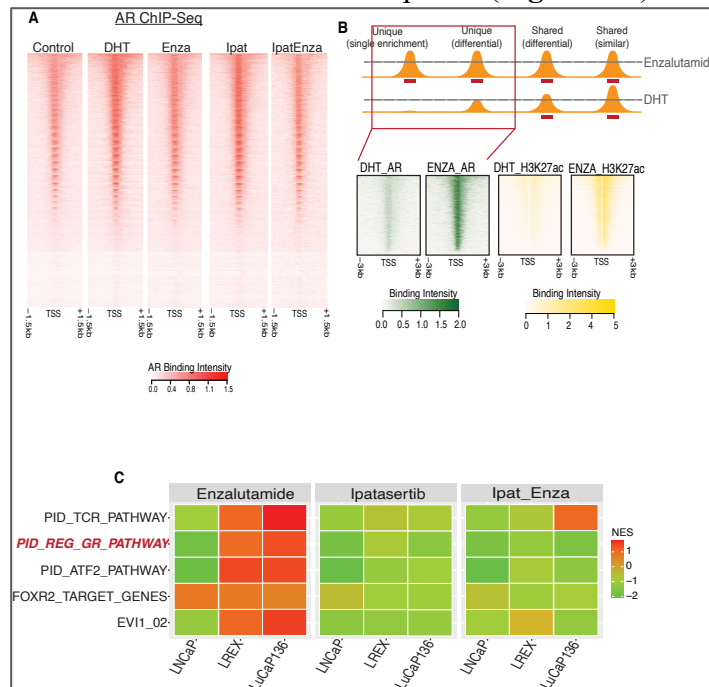 A
AR ChIP-Seq
Control DHT Enza Ipat IpatEnza
TSS TSS TSS TSS TSS
−1.5kb +1.5kb −1.5kb +1.5kb −1.5kb +1.5kb −1.5kb +1.5kb −1.5kb +1.5kb
AR Binding Intensity
0.0 0.4 0.8 1.1 1.5
B
Unique (single enrichment)
Unique (differential)
Shared (differential)
Shared (similar)
Enzalutamid
DHT
DHT_AR ENZA_AR DHT_H3K27ac ENZA_H3K27ac
−3kb TSS +3kb −3kb TSS +3kb −3kb TSS +3kb −3kb TSS +3kb
Binding Intensity Binding Intensity
0.0 0.5 1.0 1.5 2.0 0 1 2 4 5
C
Enzalutamide Ipatasertib Ipat_Enza
PID_TCR_PATHWAY
PID_REG_GR_PATHWAY
PID_ATF2_PATHWAY
FOXR2_TARGET_GENES
EVI1_02
LNCaP LREX LuCaP136 LNCaP LREX LuCaP136 LNCaP LREX LuCaP136
NES
1
0
−1
−2